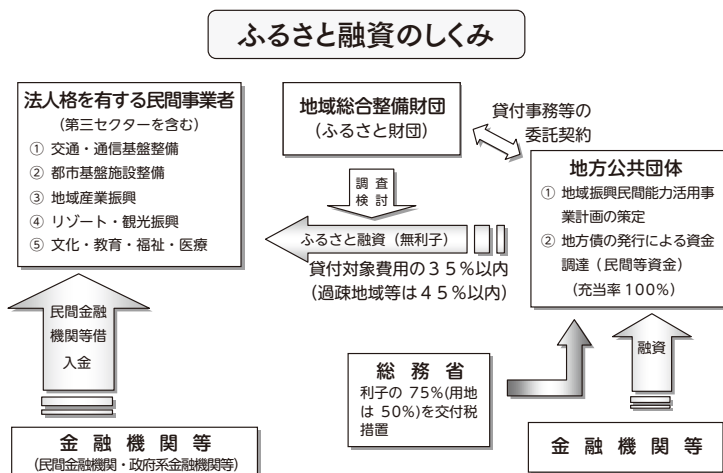 ふるさと融資のしくみ
法人格を有する民間事業者
(第三セクターを含む)
① 交通・通信基盤整備
② 都市基盤施設整備
③ 地域産業振興
④ リゾート・観光振興
⑤ 文化・教育・福祉・医療
地域総合整備財団
(ふるさと財団)
貸付事務等の
委託契約
地方公共団体
① 地域振興民間能力活用事
業計画の策定
② 地方債の発行による資金
調達(民間等資金)
(充当率100%)
調査
検討
ふるさと融資(無利子)
貸付対象費用の35%以内
(過疎地域等は45%以内)
民間金融
機関等借
入金
総務省
利子の 75%(用地
は 50%)を交付税
措置
融資
金融機関等
(民間金融機関・政府系金融機関等)
金融機関等